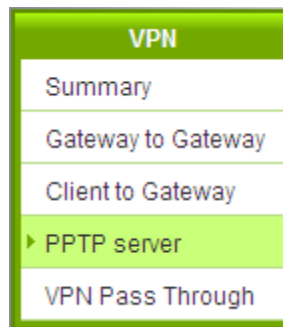 VPN
Summary
Gateway to Gateway
Client to Gateway
PPTP server
VPN Pass Through